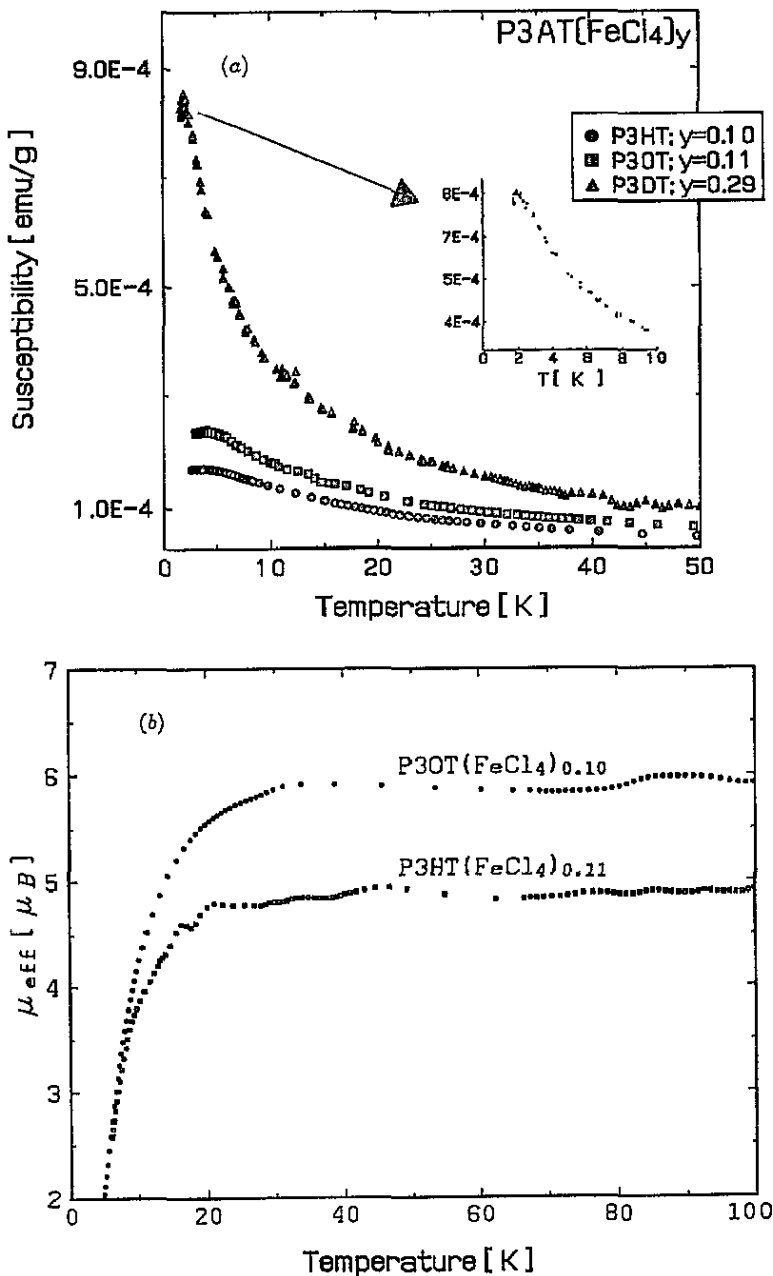 P3AT[FeCl4]y
(a)
9.0E-4
5.0E-4
1.0E-4
Susceptibility [emu/g]
P3HT; y=0.10
P3OT; y=0.11
P3DT; y=0.29
8E-4
7E-4
5E-4
4E-4
0 2 4 6 8 10
T[ K]
0 10 20 30 40 50
Temperature [K]
(b)
7
6
5
4
3
2
μeff [μB]
P3OT(FeCl4)0.10
P3HT(FeCl4)0.11
0 20 40 60 80 100
Temperature [K]